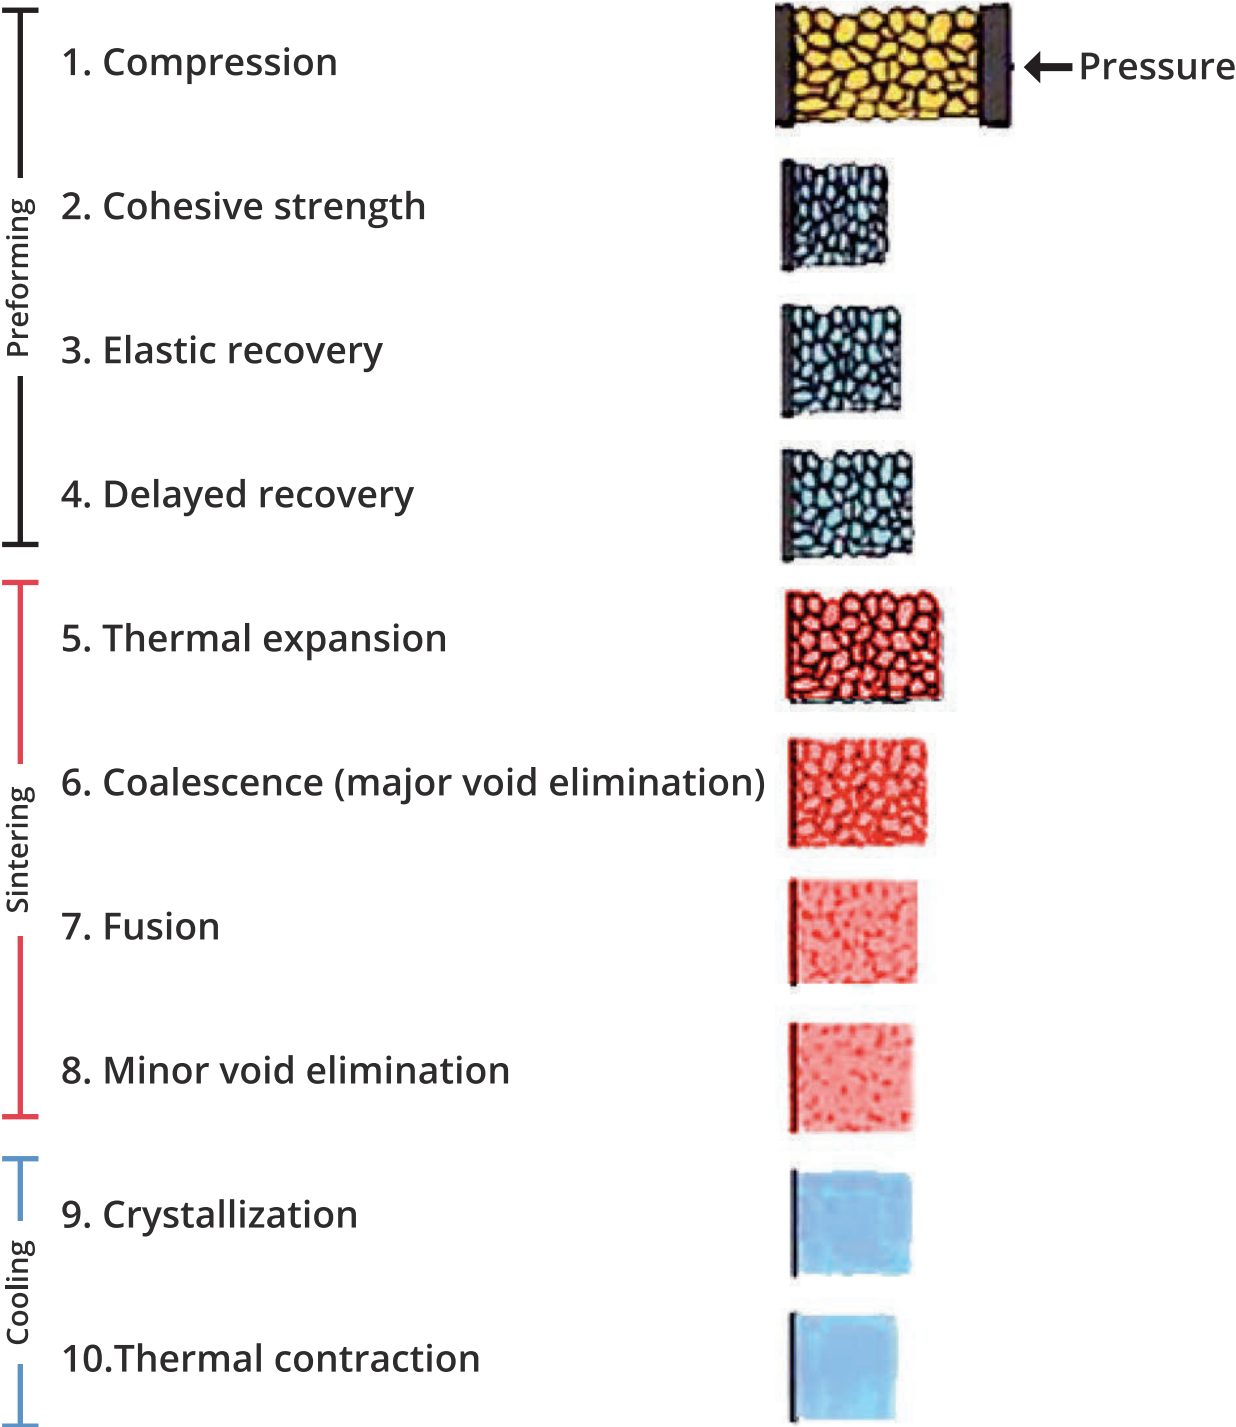 Preforming
1. Compression
Pressure
2. Cohesive strength
3. Elastic recovery
4. Delayed recovery
Sintering
5. Thermal expansion
6. Coalescence (major void elimination)
7. Fusion
8. Minor void elimination
Cooling
9. Crystallization
10.Thermal contraction